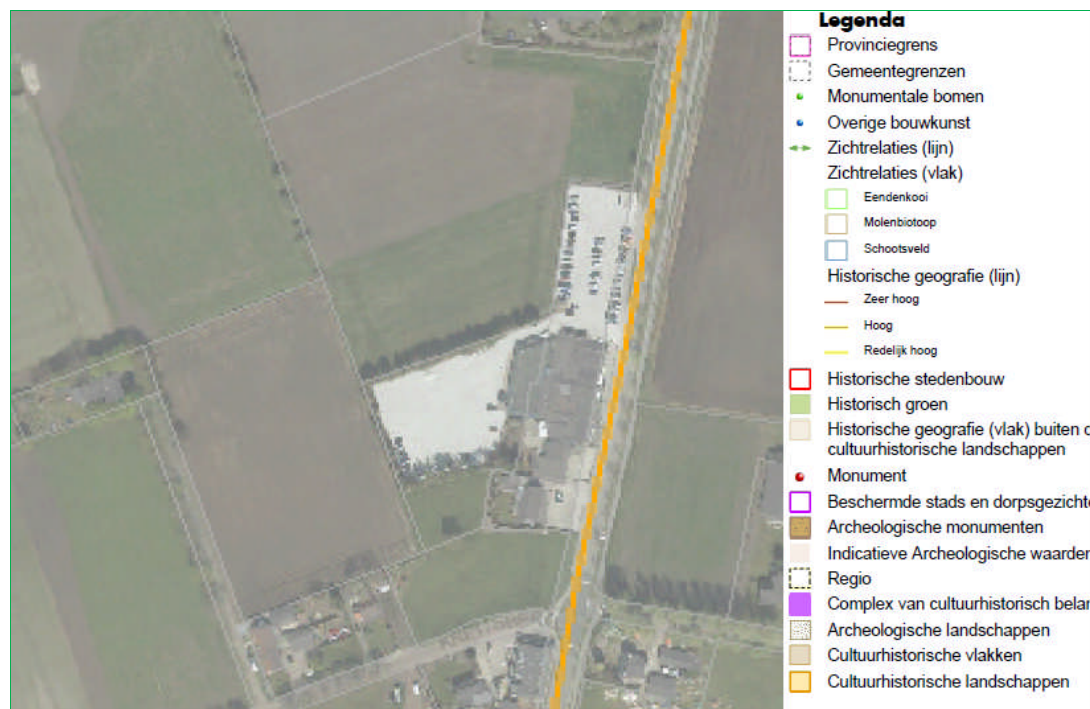 Legenda
Provinciegrens
Gemeentegrenzen
Monumentale bomen
Overige bouwkunst
Zichtrelaties (lijn)
Zichtrelaties (vlak)
Eendenkooi
Molenbiotoop
Schootsveld
Historische geografie (lijn)
Zeer hoog
Hoog
Redelijk hoog
Historische stedenbouw
Historisch groen
Historische geografie (vlak) buiten
cultuurhistorische landschappen
Monument
Beschermde stads en dorpsgezichte
Archeologische monumenten
Indicatieve Archeologische waarden
Regio
Complex van cultuurhistorisch belan
Archeologische landschappen
Cultuurhistorische vlakken
Cultuurhistorische landschappen